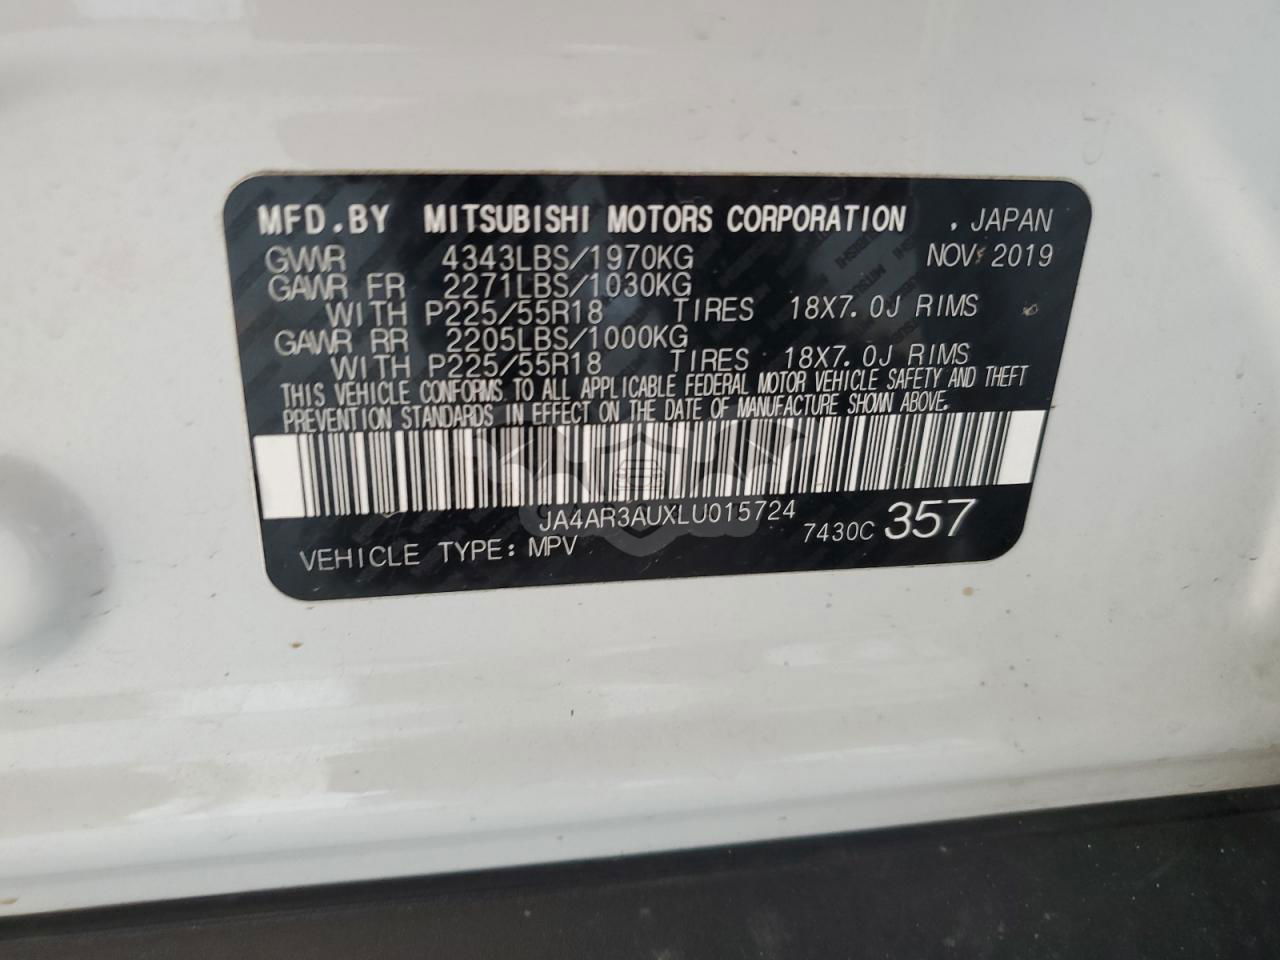 MFD.BY MITSUBISHI MOTORS CORPORATION , JAPAN
GVWR 4343LBS/1970KG NOV 2019
GAWR FR 2271LBS/1030KG
WITH P225/55R18 TIRES 18X7.0J RIMS
GAWR RR 2205LBS/1000KG
WITH P225/55R18 TIRES 18X7.0J RIMS
THIS VEHICLE CONFORMS TO ALL APPLICABLE FEDERAL MOTOR VEHICLE SAFETY AND THEFT
PREVENTION STANDARDS IN EFFECT ON THE DATE OF MANUFACTURE SHOWN ABOVE.
JA4AR3AUXLU015724
VEHICLE TYPE: MPV 7430C 357